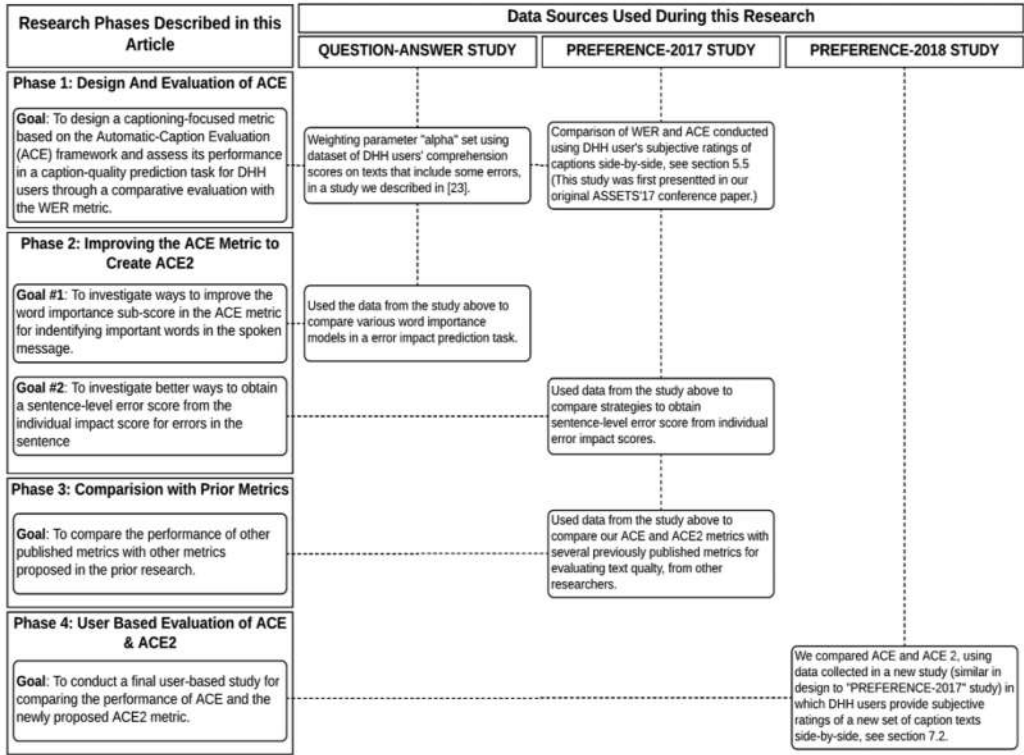 Research Phases Described in this
Article
Data Sources Used During this Research
QUESTION-ANSWER STUDY
PREFERENCE-2017 STUDY
PREFERENCE-2018 STUDY
Phase 1: Design And Evaluation of ACE
Goal: To design a captioning-focused metric
based on the Automatic-Caption Evaluation
(ACE) framework and assess its performance
in a caption-quality prediction task for DHH
users through a comparative evaluation with
the WER metric.
Weighting parameter "alpha" set using
dataset of DHH users' comprehension
scores on texts that include some errors,
in a study we described in [23].
Comparison of WER and ACE conducted
using DHH user's subjective ratings of
captions side-by-side, see section 5.5
(This study was first presentted in our
original ASSETS'17 conference paper.)
Phase 2: Improving the ACE Metric to
Create ACE2
Goal #1: To investigate ways to improve the
word importance sub-score in the ACE metric
for indentifying important words in the spoken
message.
Used the data from the study above to
compare various word importance
models in a error impact prediction task.
Goal #2: To investigate better ways to obtain
a sentence-level error score from the
individual impact score for errors in the
sentence
Used data from the study above to
compare strategies to obtain
sentence-level error score from individual
error impact scores.
Phase 3: Comparision with Prior Metrics
Goal: To compare the performance of other
published metrics with other metrics
proposed in the prior research.
Used data from the study above to
compare our ACE and ACE2 metrics with
several previously published metrics for
evaluating text qualty, from other
researchers.
Phase 4: User Based Evaluation of ACE
& ACE2
Goal: To conduct a final user-based study for
comparing the performance of ACE and the
newly proposed ACE2 metric.
We compared ACE and ACE 2, using
data collected in a new study (similar in
design to "PREFERENCE-2017" study) in
which DHH users provide subjective
ratings of a new set of caption texts
side-by-side, see section 7.2.